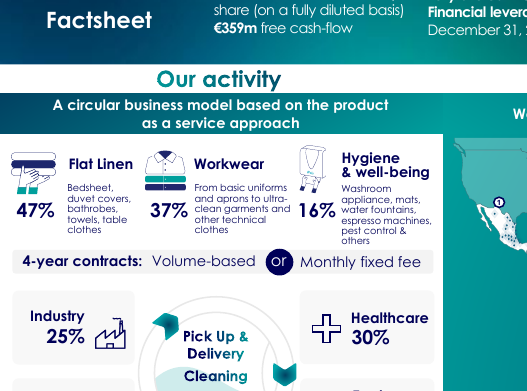 Factsheet
share (on a fully diluted basis)
€359m free cash-flow
Financial
December 31,
Our activity
A circular business model based on the product
as a service approach
Flat Linen
47%
Bedsheet,
duvet covers,
bathrobes,
towels, table
clothes
Workwear
37%
From basic uniforms
and aprons to ultra-
clean garments and
other technical
clothes
Hygiene
& well-being
16%
Washroom
appliance, mats,
water fountains,
espresso machines,
pest control &
others
1
4-year contracts: Volume-based or Monthly fixed fee
Industry
25%
Pick Up &
Delivery
Cleaning
Healthcare
30%